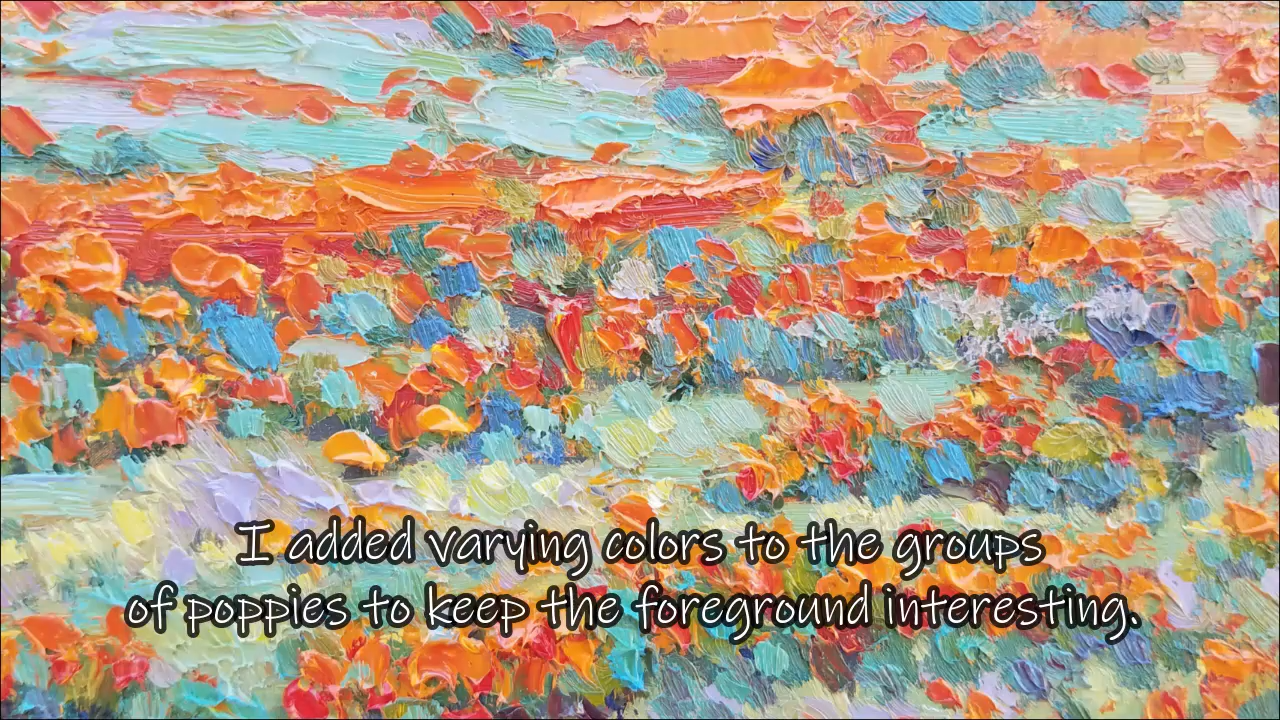 I added varying colors to the groups
of poppies to keep the foreground interesting.